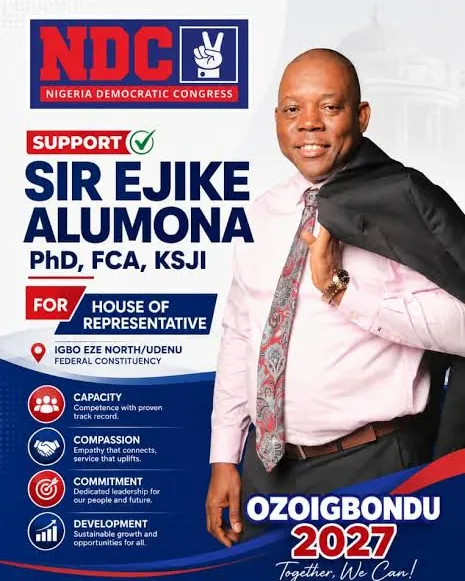 NDC
NIGERIA DEMOCRATIC CONGRESS
SUPPORT
SIR EJIKE
ALUMONA
PhD, FCA, KSJI
FOR
HOUSE OF
REPRESENTATIVE
IGBO EZE NORTH/UDENU
FEDERAL CONSTITUENCY
CAPACITY
Competence with proven
track record.
COMPASSION
Empathy that connects,
service that uplifts.
COMMITMENT
Dedicated leadership for
our people and future.
DEVELOPMENT
Sustainable growth and
opportunities for all.
OZOIGBONDU
2027
Together, We Can!